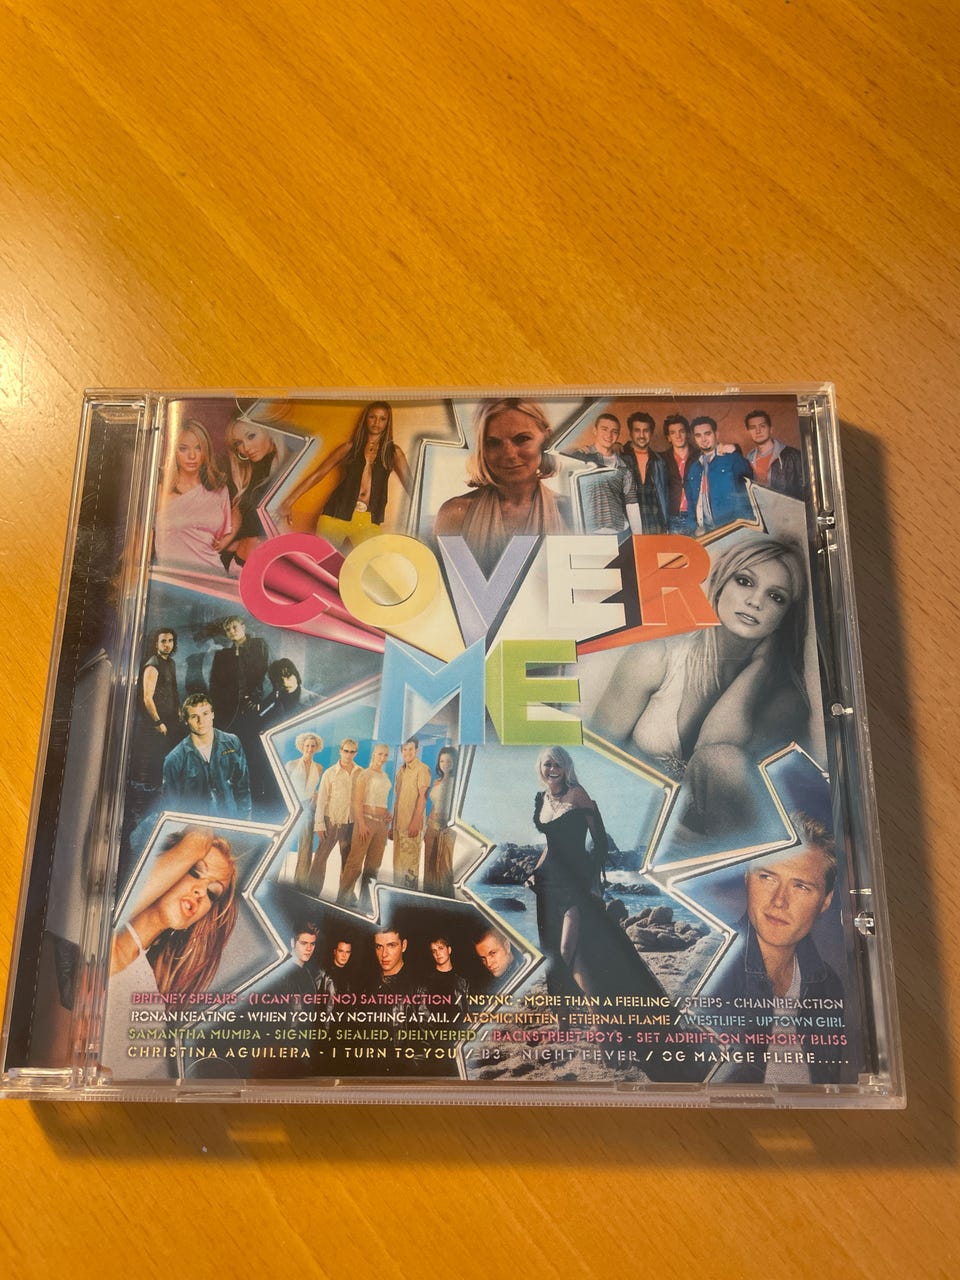 COVER
ME
BRITNEY SPEARS - (I CAN'T GET NO) SATISFACTION / 'NSYNC - MORE THAN A FEELING / STEPS - CHAINREACTION
RONAN KEATING - WHEN YOU SAY NOTHING AT ALL / ATOMIC KITTEN - ETERNAL FLAME / WESTLIFE - UPTOWN GIRL
SAMANTHA MUMBA - SIGNED, SEALED, DELIVERED / BACKSTREET BOYS - SET ADRIFT ON MEMORY BLISS
CHRISTINA AGUILERA - I TURN TO YOU / B3 - NIGHT FEVER / OG MANGE FLERE.....